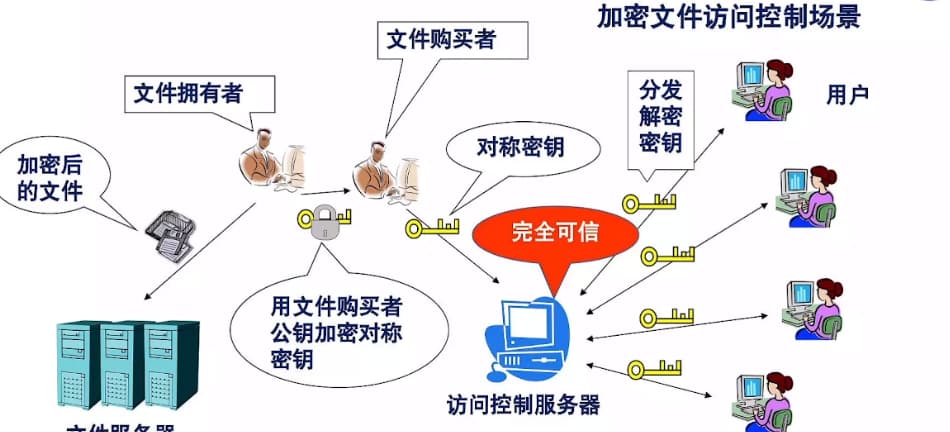 加密文件访问控制场景
文件购买者
文件拥有者
分发
解密
密钥
用户
对称密钥
加密后
的文件
完全可信
用文件购买者
公钥加密对称
密钥
访问控制服务器
文件服务器